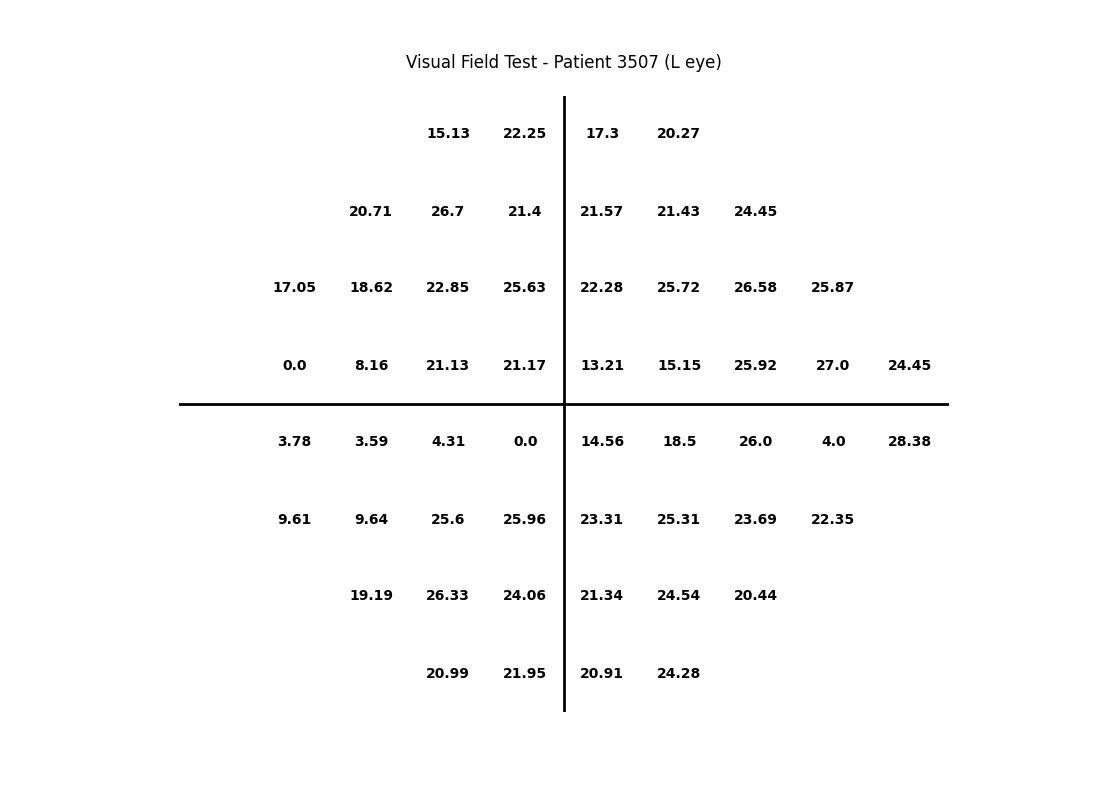 Visual Field Test - Patient 3507 (L eye)
15.13 22.25 17.3 20.27
20.71 26.7 21.4 21.57 21.43 24.45
17.05 18.62 22.85 25.63 22.28 25.72 26.58 25.87
0.0 8.16 21.13 21.17 13.21 15.15 25.92 27.0 24.45
3.78 3.59 4.31 0.0 14.56 18.5 26.0 4.0 28.38
9.61 9.64 25.6 25.96 23.31 25.31 23.69 22.35
19.19 26.33 24.06 21.34 24.54 20.44
20.99 21.95 20.91 24.28